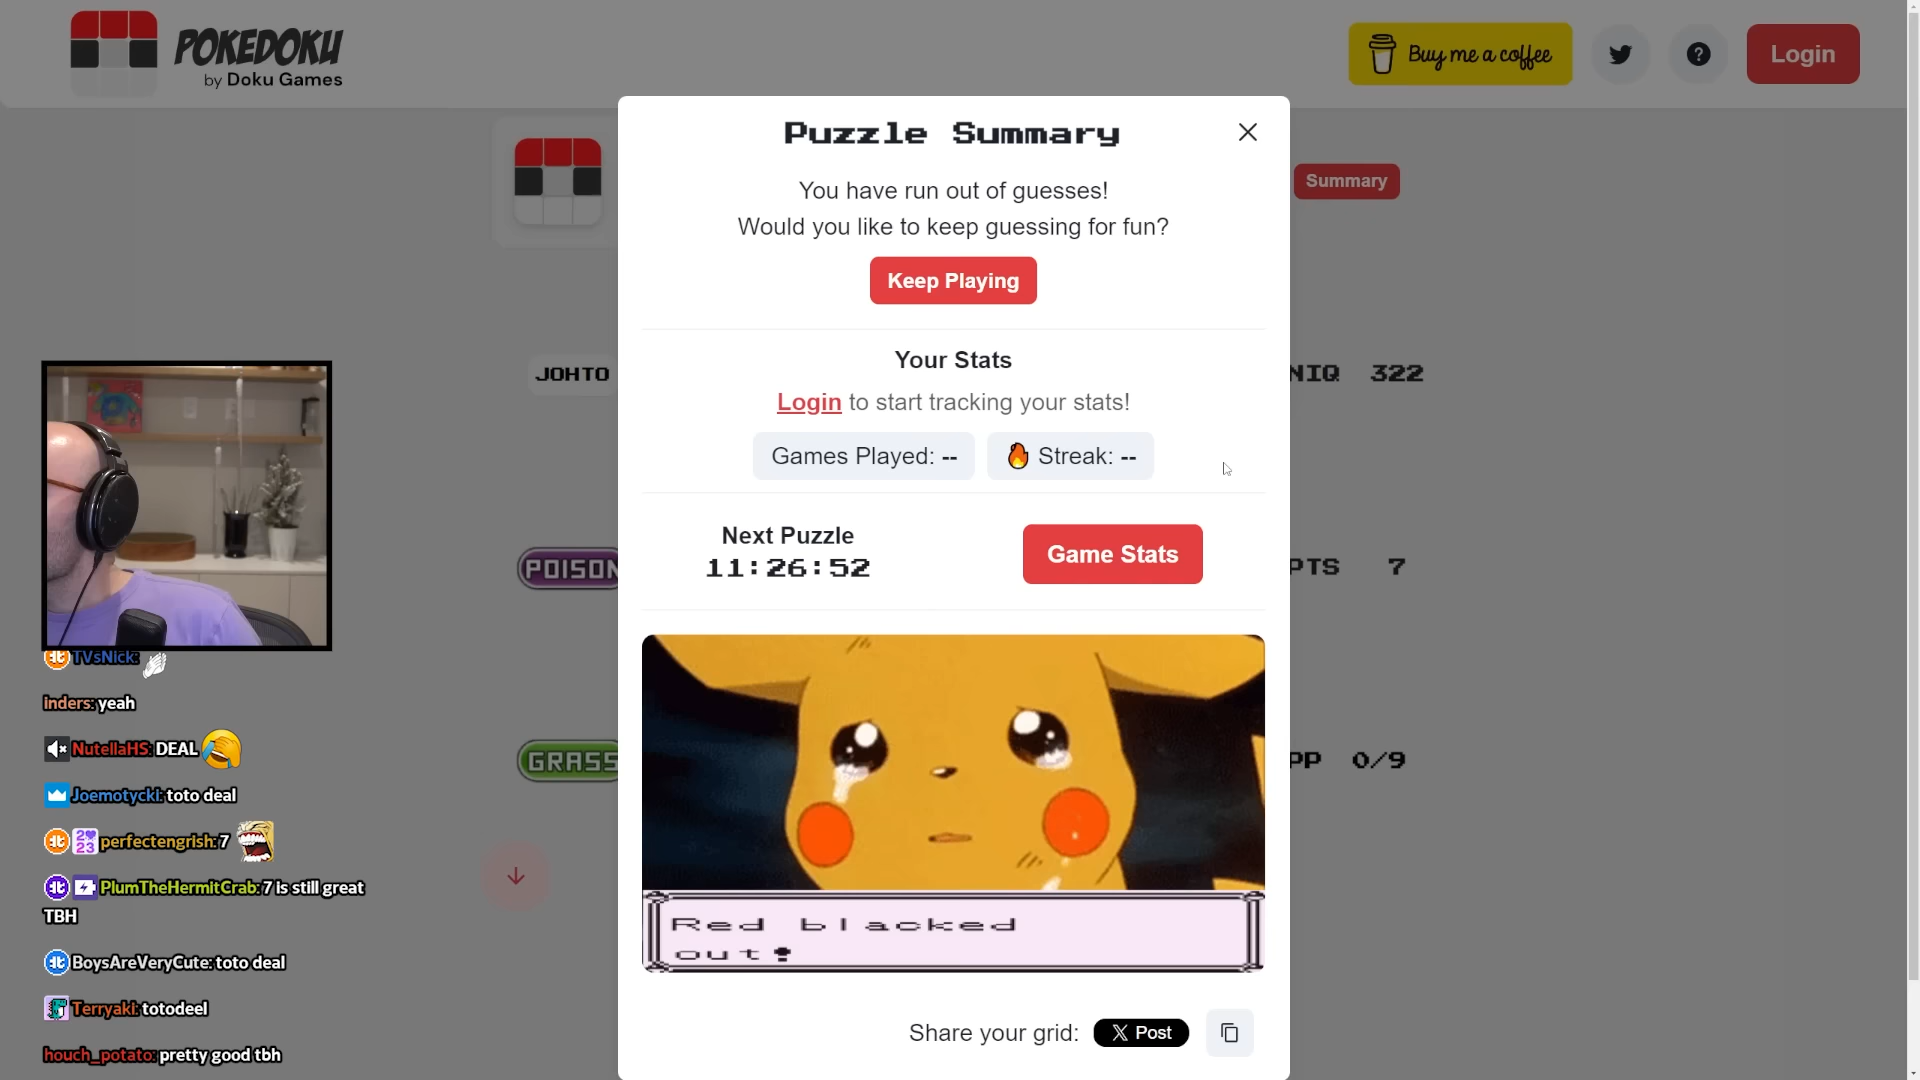 POKEDOKU
by Doku Games
Buy me a coffee
?
Login
Puzzle Summary
Summary
You have run out of guesses!
Would you like to keep guessing for fun?
Keep Playing
Your Stats
Login to start tracking your stats!
Games Played: --
Streak: --
Next Puzzle
11:26:52
Game Stats
JOHTO
POISON
GRASS
NIQ 322
PTS 7
PP 0/9
Red blacked
out!
Share your grid:
X Post
TVsNick:
inders: yeah
NutellaHS: DEAL
Joemotycki: toto deal
2 23 perfectengrish: 7
PlumTheHermitCrab: 7 is still great
TBH
BoysAreVeryCute: toto deal
Terryaki: totodeel
houch_potato: pretty good tbh